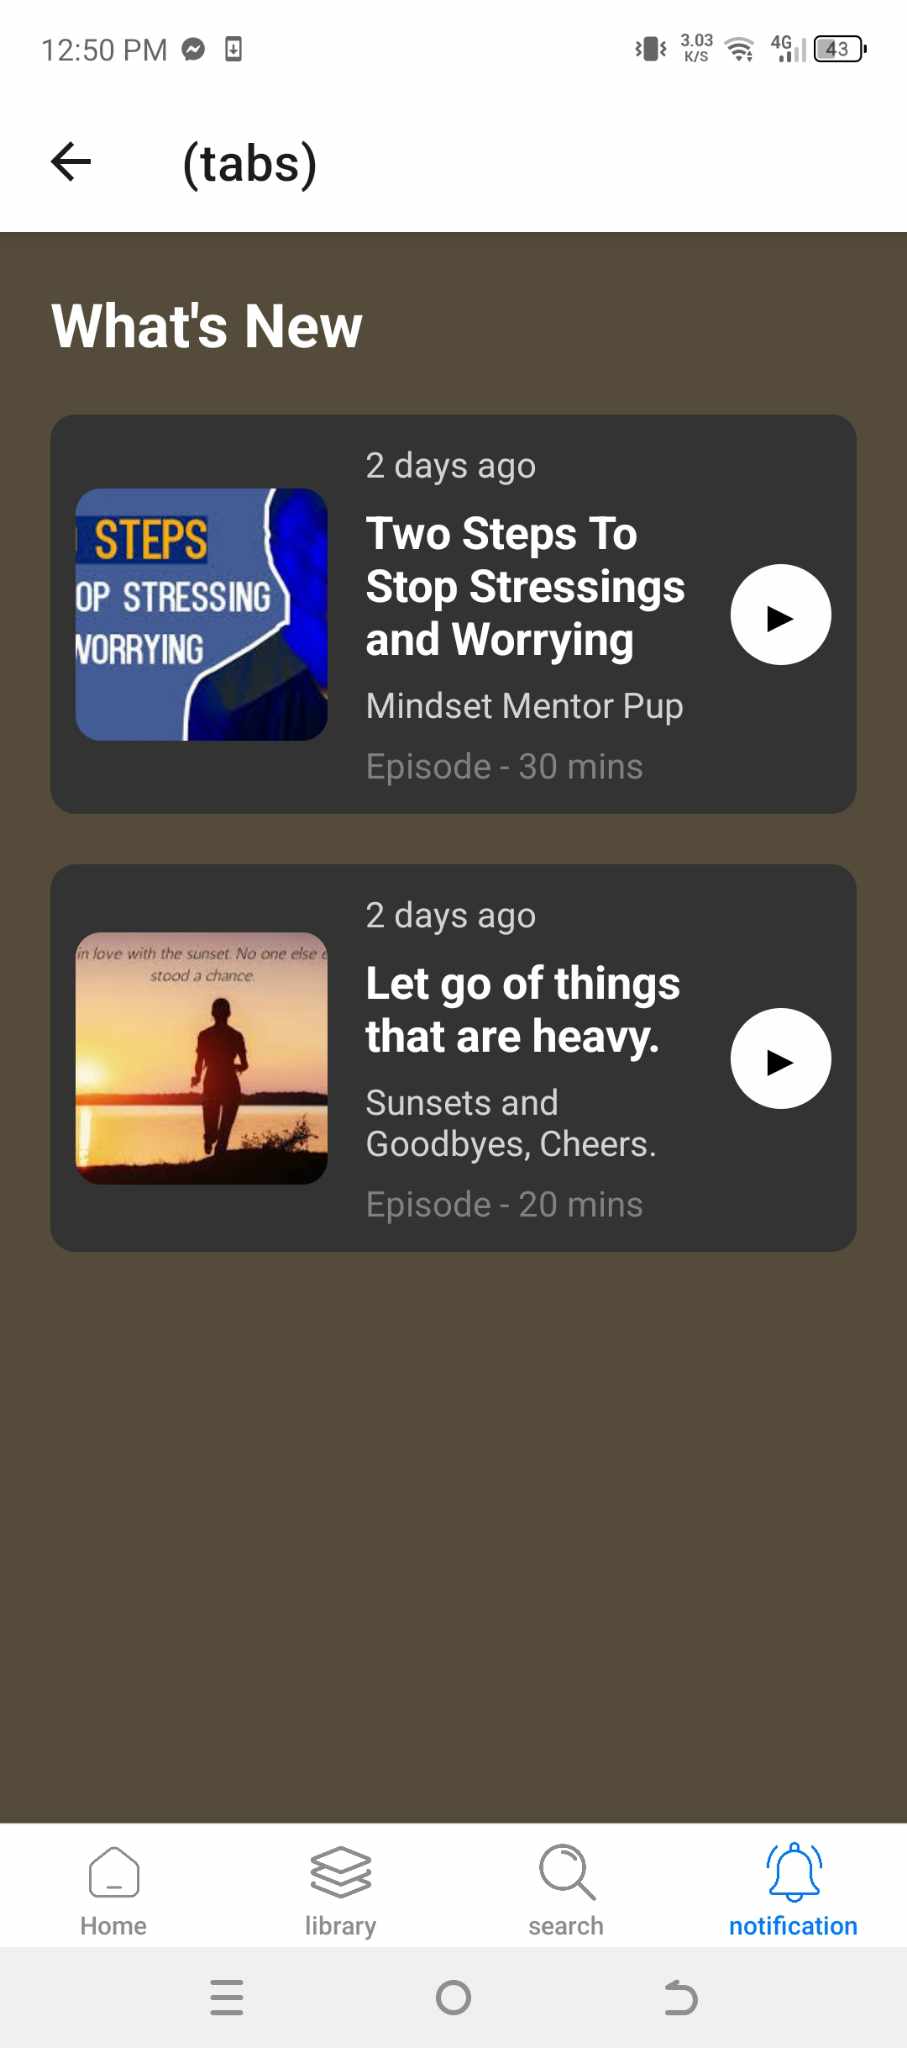 12:50 PM
3.03
K/S
4G
43
(tabs)
What's New
STEPS
OP STRESSING
WORRYING
2 days ago
Two Steps To
Stop Stressings
and Worrying
Mindset Mentor Pup
Episode - 30 mins
in love with the sunset. No one else
stood a chance.
2 days ago
Let go of things
that are heavy.
Sunsets and
Goodbyes, Cheers.
Episode - 20 mins
Home
library
search
notification